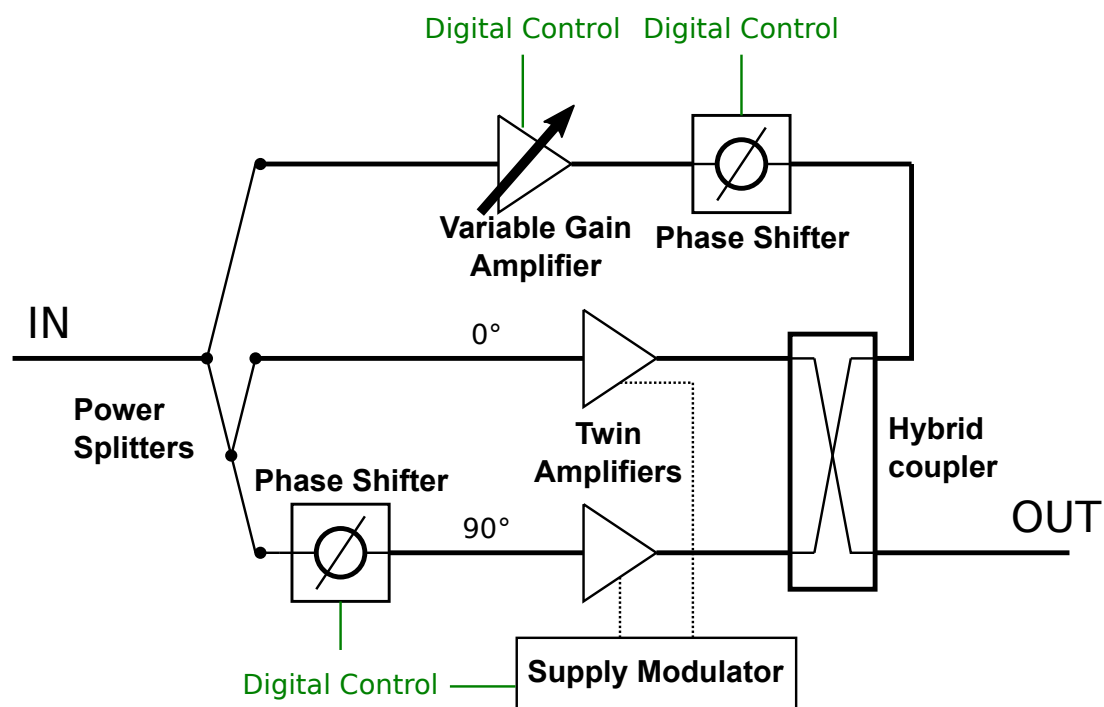 Digital Control
Digital Control
Variable Gain
Amplifier
Phase Shifter
IN
0°
Power
Splitters
Twin
Amplifiers
Hybrid
coupler
Phase Shifter
90°
OUT
Digital Control
Supply Modulator